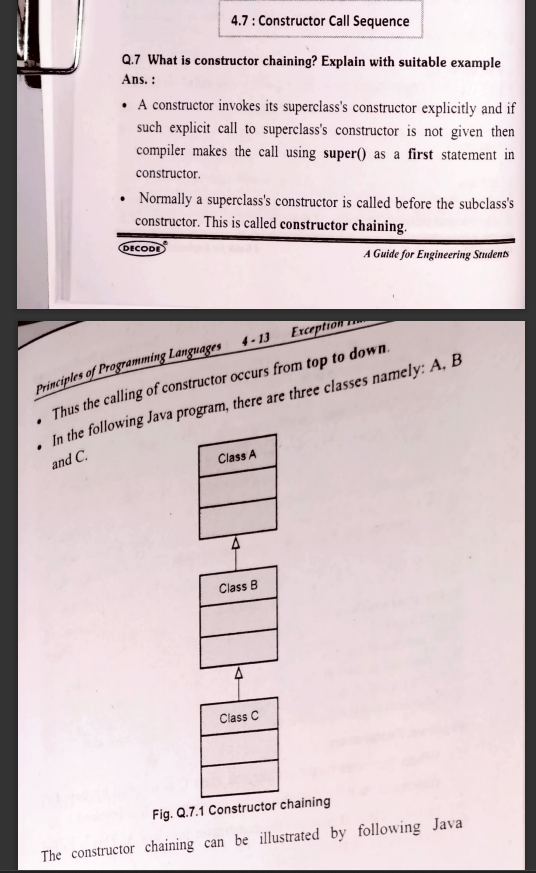 4.7 : Constructor Call Sequence
Q.7 What is constructor chaining? Explain with suitable example
Ans. :
• A constructor invokes its superclass's constructor explicitly and if
such explicit call to superclass's constructor is not given then
compiler makes the call using super() as a first statement in
constructor.
• Normally a superclass's constructor is called before the subclass's
constructor. This is called constructor chaining.
DECODE®
A Guide for Engineering Students
Principles of Programming Languages 4 - 13 Exception
• Thus the calling of constructor occurs from top to down.
• In the following Java program, there are three classes namely: A, B
and C.
Class A
Class B
Class C
Fig. Q.7.1 Constructor chaining
The constructor chaining can be illustrated by following Java